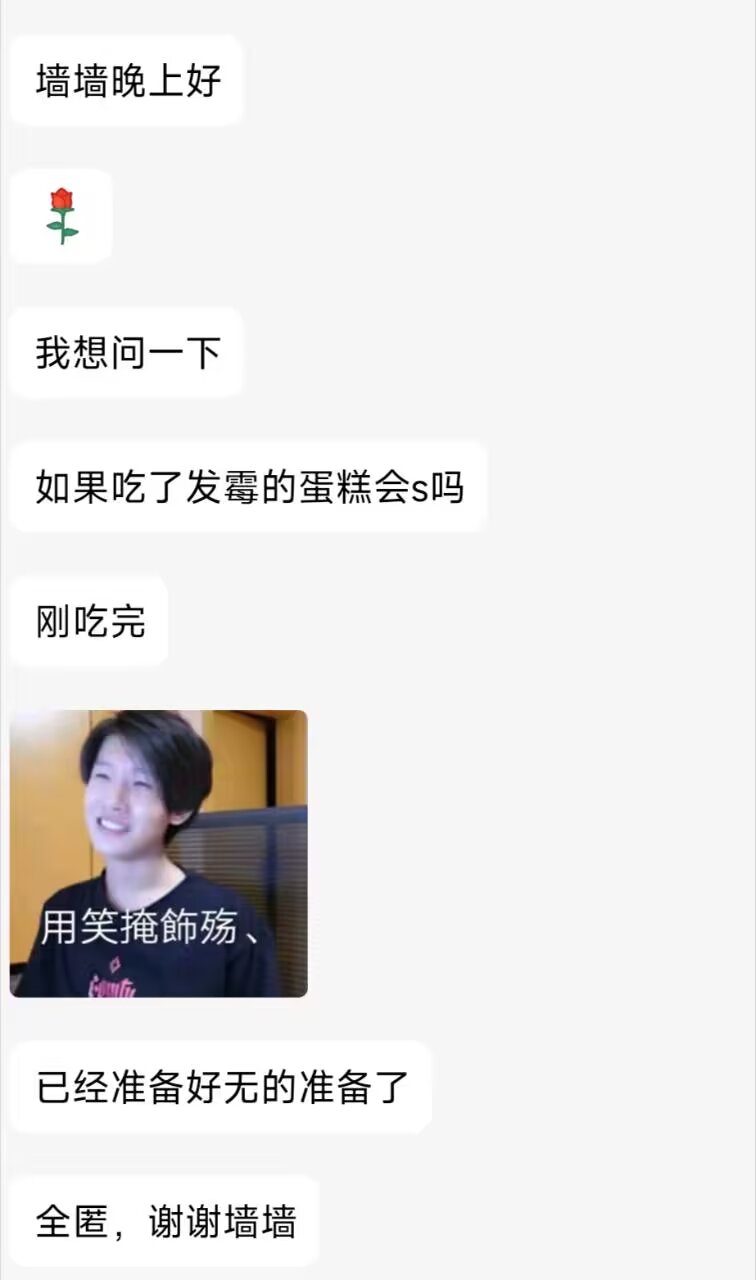 墙墙晚上好
🌹
我想问一下
如果吃了发霉的蛋糕会s吗
刚吃完
用笑掩飾殇、
已经准备好无的准备了
全匿，谢谢墙墙